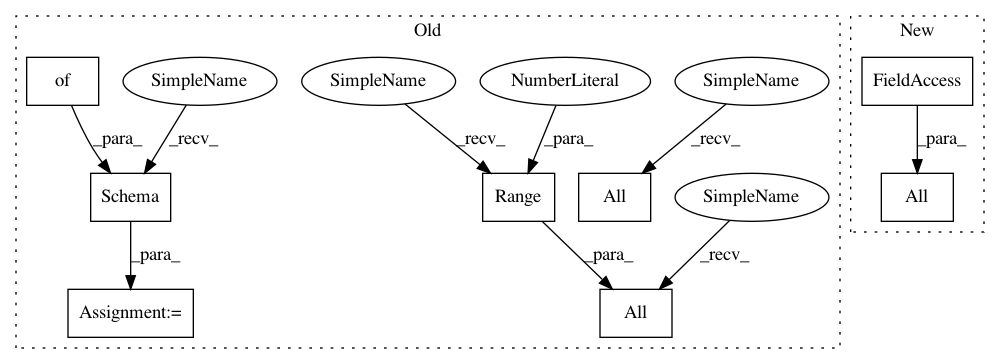 Old
New
of
SimpleName
SimpleName
NumberLiteral
SimpleName
FieldAccess
_para_
_recv_
_recv_
_para_
_recv_
_para_
Schema
Range
All
SimpleName
All
_para_
_para_
_recv_
Assignment:=
All